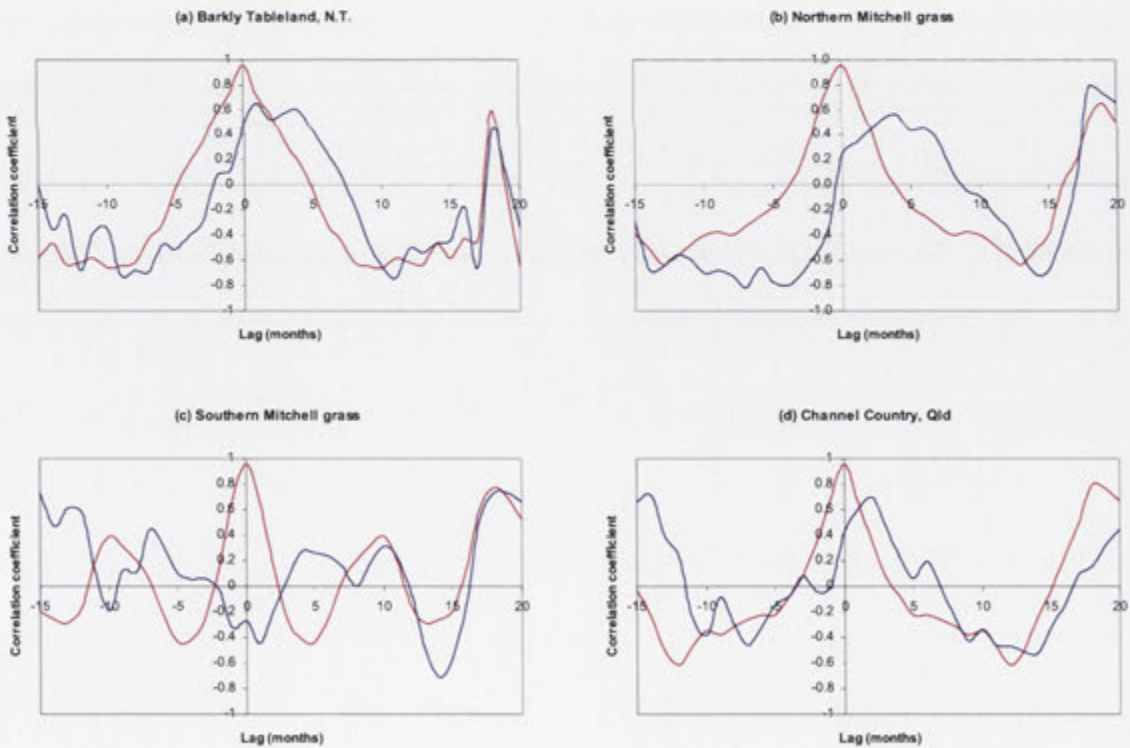 (a) Barkly Tableland, N.T.
1
0.8
0.6
0.4
0.2
0
-0.2
-0.4
-0.6
-0.8
-1
-15 -10 -5 0 5 10 15 20
Correlation coefficient
Lag (months)
(b) Northern Mitchell grass
1.0
0.8
0.6
0.4
0.2
0.0
-0.2
-0.4
-0.6
-0.8
-1.0
-15 -10 -5 0 5 10 15 20
Correlation coefficient
Lag (months)
(c) Southern Mitchell grass
1
0.8
0.6
0.4
0.2
0
-0.2
-0.4
-0.6
-0.8
-1
-15 -10 -5 0 5 10 15 20
Correlation coefficient
Lag (months)
(d) Channel Country, Qld
1
0.8
0.6
0.4
0.2
0
-0.2
-0.4
-0.6
-0.8
-1
-15 -10 -5 0 5 10 15 20
Correlation coefficient
Lag (months)